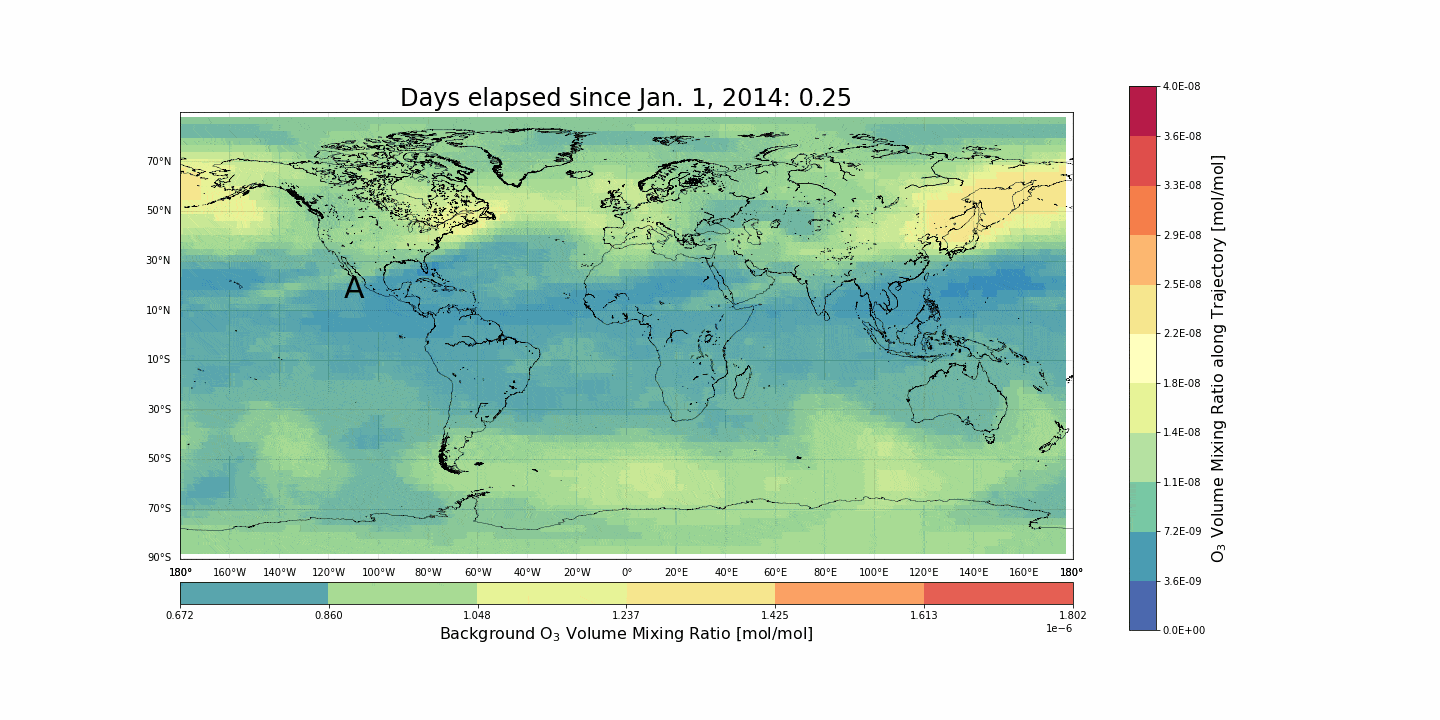 Days elapsed since Jan. 1, 2014: 0.25
70°N
50°N
30°N
10°N
10°S
30°S
50°S
70°S
90°S
A
180° 160°W 140°W 120°W 100°W 80°W 60°W 40°W 20°W 0° 20°E 40°E 60°E 80°E 100°E 120°E 140°E 160°E 180°
0.672 0.860 1.048 1.237 1.425 1.613 1.802
1e−6
Background O₃ Volume Mixing Ratio [mol/mol]
4.0E-08
3.6E-08
3.3E-08
2.9E-08
2.5E-08
2.2E-08
1.8E-08
1.4E-08
1.1E-08
7.2E-09
3.6E-09
0.0E+00
O₃ Volume Mixing Ratio along Trajectory [mol/mol]